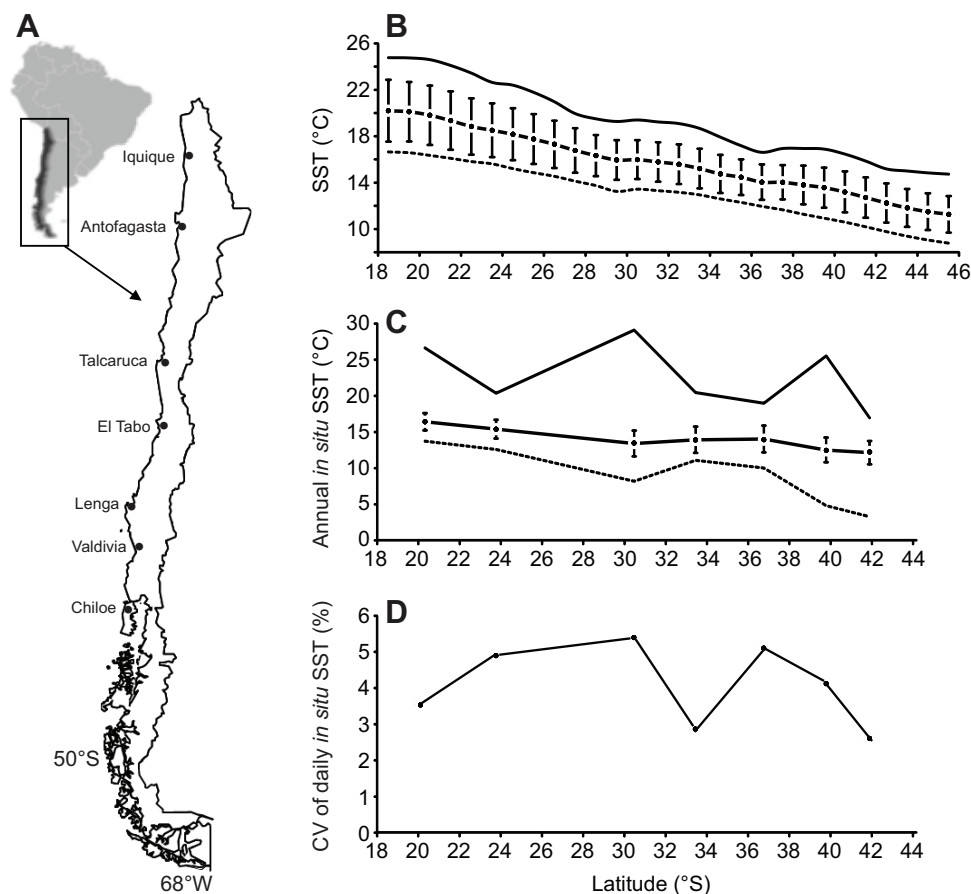 A
Iquique
Antofagasta
Talcaruca
El Tabo
Lenga
Valdivia
Chiloe
50°S
68°W
B
SST (°C)
26
22
18
14
10
18 20 22 24 26 28 30 32 34 36 38 40 42 44 46
C
Annual in situ SST (°C)
30
25
20
15
10
5
0
18 20 22 24 26 28 30 32 34 36 38 40 42 44
D
CV of daily in situ SST (%)
6
5
4
3
2
1
0
18 20 22 24 26 28 30 32 34 36 38 40 42 44
Latitude (°S)